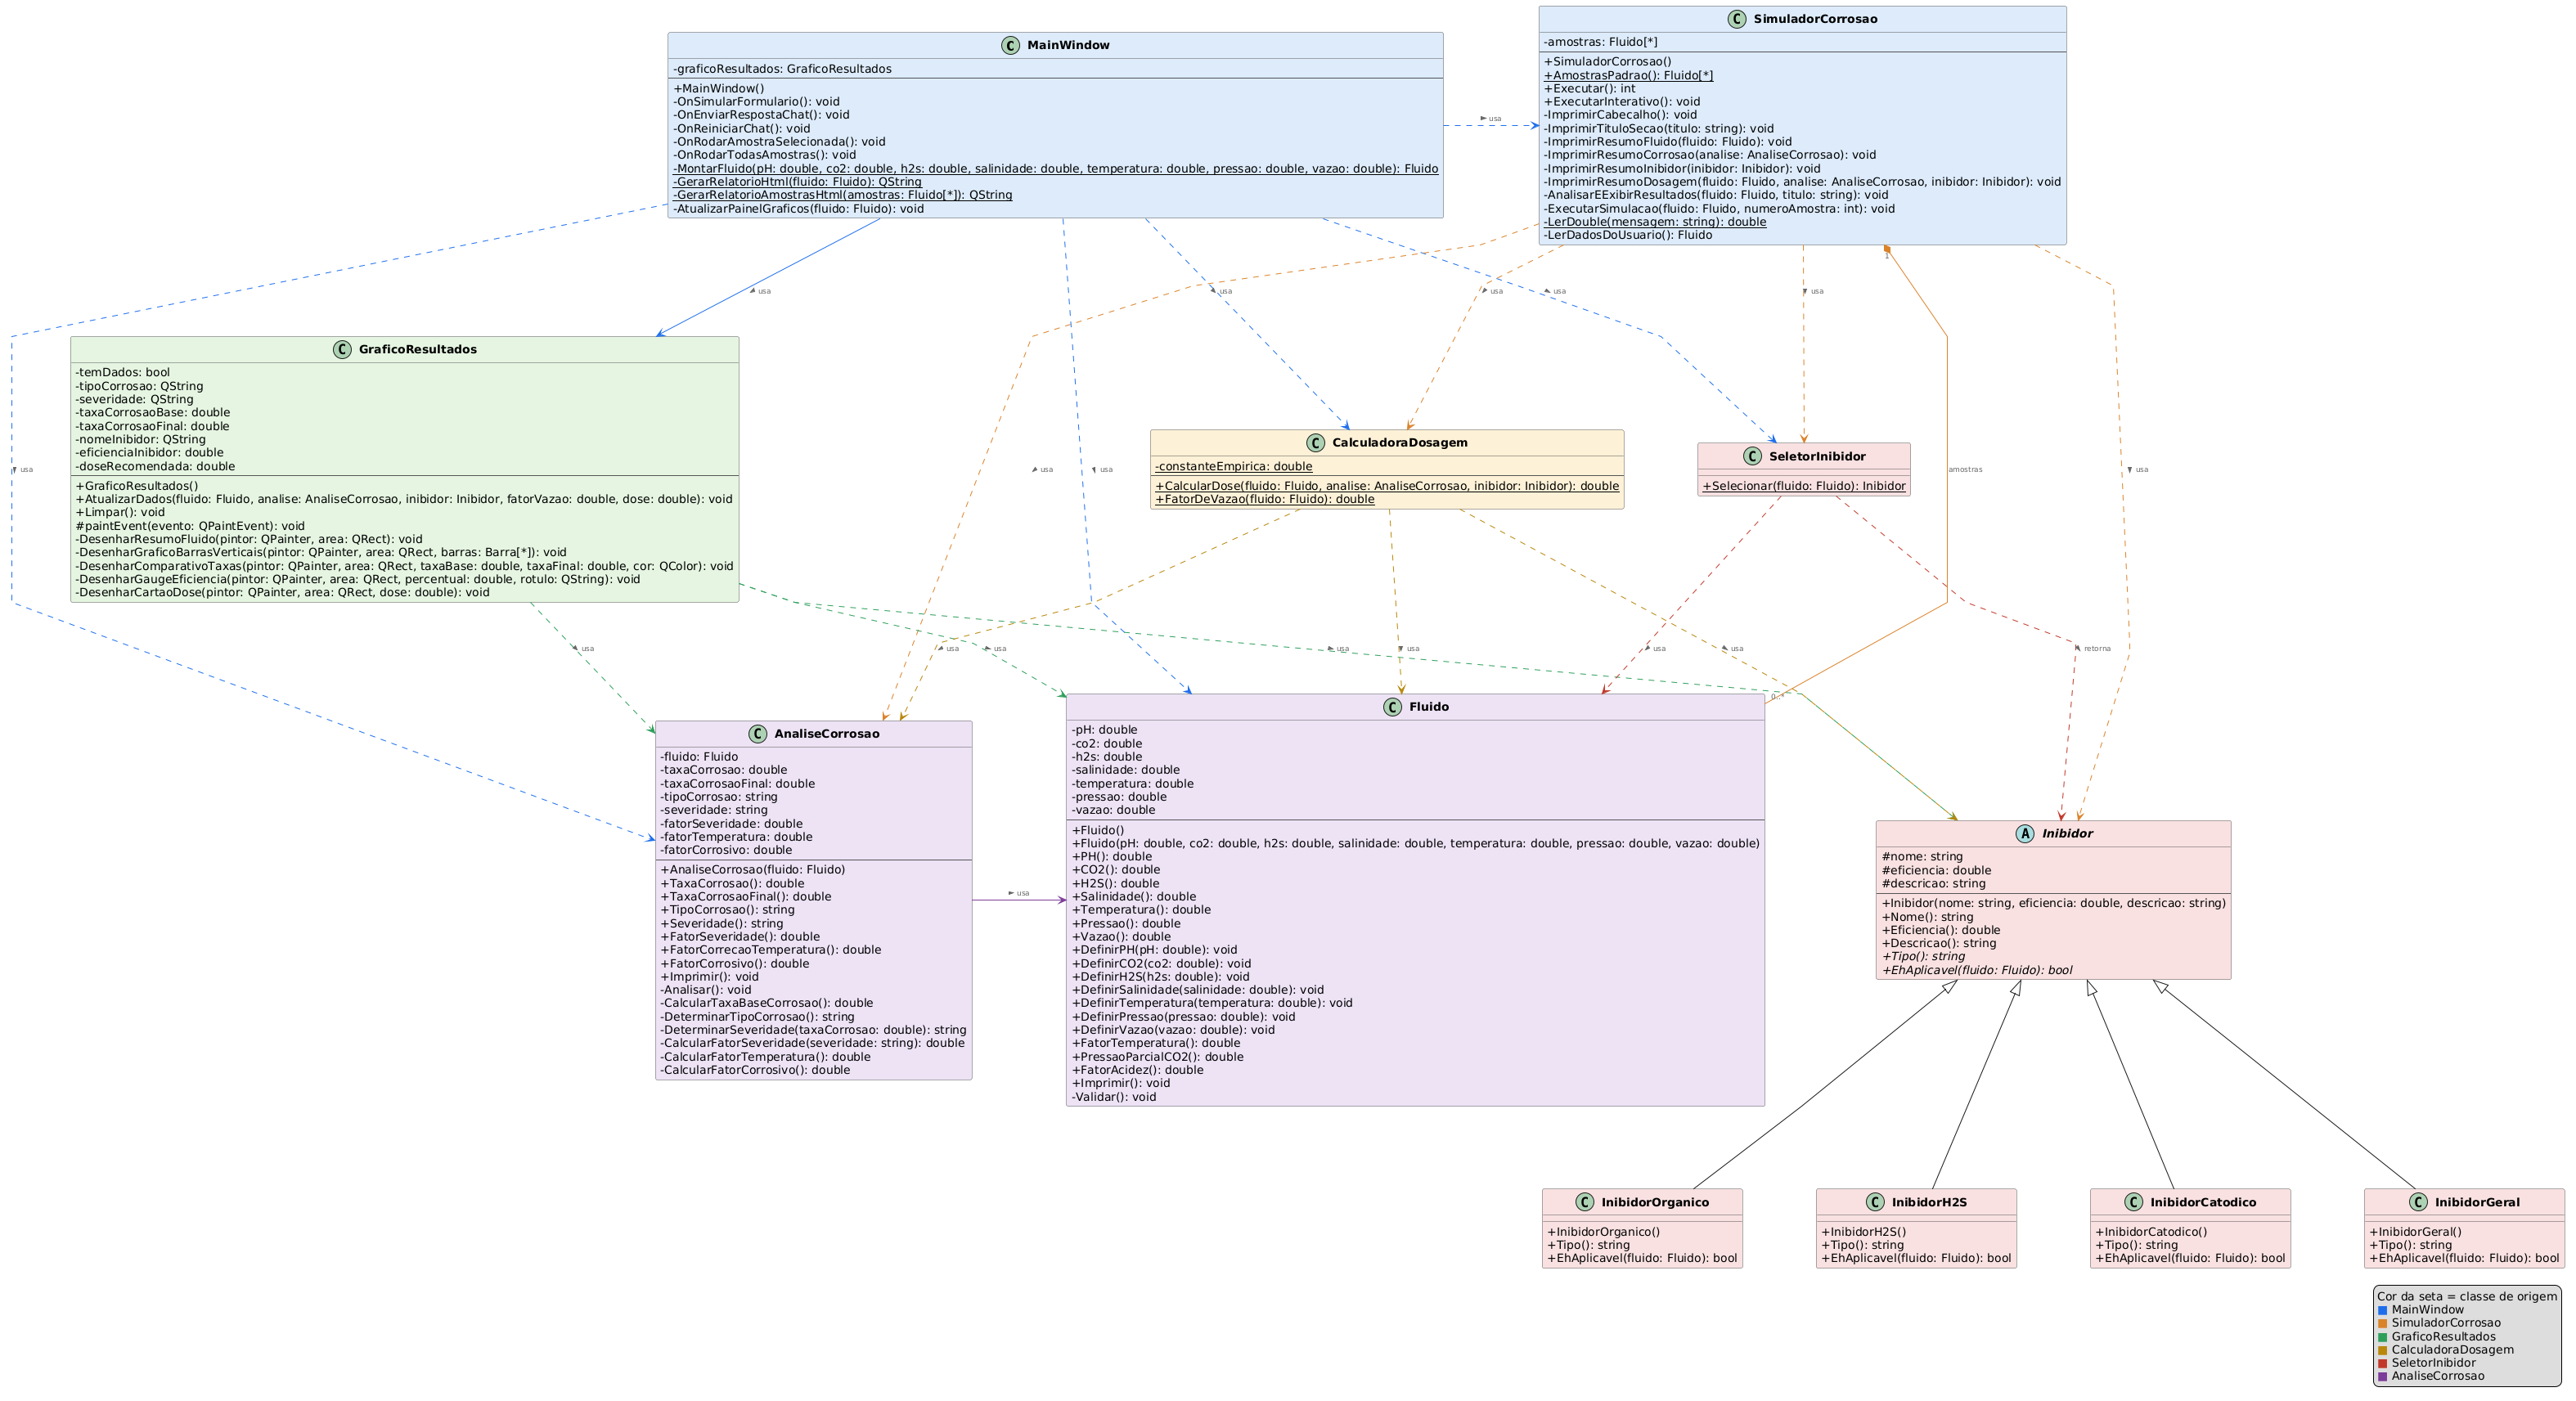 C MainWindow
-graficoResultados: GraficoResultados
+MainWindow()
-OnSimularFormulario(): void
-OnEnviarRespostaChat(): void
-OnReiniciarChat(): void
-OnRodarAmostraSelecionada(): void
-OnRodarTodasAmostras(): void
-MontarFluido(pH: double, co2: double, h2s: double, salinidade: double, temperatura: double, pressao: double, vazao: double): Fluido
-GerarRelatorioHtml(fluido: Fluido): QString
-GerarRelatorioAmostrasHtml(amostras: Fluido[*]): QString
-AtualizarPainelGraficos(fluido: Fluido): void
usa
C SimuladorCorrosao
-amostras: Fluido[*]
+SimuladorCorrosao()
+AmostrasPadrao(): Fluido[*]
+Executar(): int
+ExecutarInterativo(): void
-ImprimirCabecalho(): void
-ImprimirTituloSecao(titulo: string): void
-ImprimirResumoFluido(fluido: Fluido): void
-ImprimirResumoCorrosao(analise: AnaliseCorrosao): void
-ImprimirResumoInibidor(inibidor: Inibidor): void
-ImprimirResumoDosagem(fluido: Fluido, analise: AnaliseCorrosao, inibidor: Inibidor): void
-AnalisarEExibirResultados(fluido: Fluido, titulo: string): void
-ExecutarSimulacao(fluido: Fluido, numeroAmostra: int): void
-LerDouble(mensagem: string): double
-LerDadosDoUsuario(): Fluido
1
usa
usa
usa
usa
usa
C GraficoResultados
-temDados: bool
-tipoCorrosao: QString
-severidade: QString
-taxaCorrosaoBase: double
-taxaCorrosaoFinal: double
-nomeInibidor: QString
-eficienciaInibidor: double
-doseRecomendada: double
+GraficoResultados()
+AtualizarDados(fluido: Fluido, analise: AnaliseCorrosao, inibidor: Inibidor, fatorVazao: double, dose: double): void
+Limpar(): void
#paintEvent(evento: QPaintEvent): void
-DesenharResumoFluido(pintor: QPainter, area: QRect): void
-DesenharGraficoBarrasVerticais(pintor: QPainter, area: QRect, barras: Barra[*]): void
-DesenharComparativoTaxas(pintor: QPainter, area: QRect, taxaBase: double, taxaFinal: double, cor: QColor): void
-DesenharGaugeEficiencia(pintor: QPainter, area: QRect, percentual: double, rotulo: QString): void
-DesenharCartaoDose(pintor: QPainter, area: QRect, dose: double): void
C CalculadoraDosagem
-constanteEmpirica: double
+CalcularDose(fluido: Fluido, analise: AnaliseCorrosao, inibidor: Inibidor): double
+FatorDeVazao(fluido: Fluido): double
C SeletorInibidor
+Selecionar(fluido: Fluido): Inibidor
usa
usa
usa
amostras
usa
usa
usa
usa
usa
usa
usa
usa
retorna
0..*
C AnaliseCorrosao
-fluido: Fluido
-taxaCorrosao: double
-taxaCorrosaoFinal: double
-tipoCorrosao: string
-severidade: string
-fatorSeveridade: double
-fatorTemperatura: double
-fatorCorrosivo: double
+AnaliseCorrosao(fluido: Fluido)
+TaxaCorrosao(): double
+TaxaCorrosaoFinal(): double
+TipoCorrosao(): string
+Severidade(): string
+FatorSeveridade(): double
+FatorCorrecaoTemperatura(): double
+FatorCorrosivo(): double
+Imprimir(): void
-Analisar(): void
-CalcularTaxaBaseCorrosao(): double
-DeterminarTipoCorrosao(): string
-DeterminarSeveridade(taxaCorrosao: double): string
-CalcularFatorSeveridade(severidade: string): double
-CalcularFatorTemperatura(): double
-CalcularFatorCorrosivo(): double
usa
C Fluido
-pH: double
-co2: double
-h2s: double
-salinidade: double
-temperatura: double
-pressao: double
-vazao: double
+Fluido()
+Fluido(pH: double, co2: double, h2s: double, salinidade: double, temperatura: double, pressao: double, vazao: double)
+PH(): double
+CO2(): double
+H2S(): double
+Salinidade(): double
+Temperatura(): double
+Pressao(): double
+Vazao(): double
+DefinirPH(pH: double): void
+DefinirCO2(co2: double): void
+DefinirH2S(h2s: double): void
+DefinirSalinidade(salinidade: double): void
+DefinirTemperatura(temperatura: double): void
+DefinirPressao(pressao: double): void
+DefinirVazao(vazao: double): void
+FatorTemperatura(): double
+PressaoParcialCO2(): double
+FatorAcidez(): double
+Imprimir(): void
-Validar(): void
A Inibidor
#nome: string
#eficiencia: double
#descricao: string
+Inibidor(nome: string, eficiencia: double, descricao: string)
+Nome(): string
+Eficiencia(): double
+Descricao(): string
+Tipo(): string
+EhAplicavel(fluido: Fluido): bool
C InibidorOrganico
+InibidorOrganico()
+Tipo(): string
+EhAplicavel(fluido: Fluido): bool
C InibidorH2S
+InibidorH2S()
+Tipo(): string
+EhAplicavel(fluido: Fluido): bool
C InibidorCatodico
+InibidorCatodico()
+Tipo(): string
+EhAplicavel(fluido: Fluido): bool
C InibidorGeral
+InibidorGeral()
+Tipo(): string
+EhAplicavel(fluido: Fluido): bool
Cor da seta = classe de origem
MainWindow
SimuladorCorrosao
GraficoResultados
CalculadoraDosagem
SeletorInibidor
AnaliseCorrosao